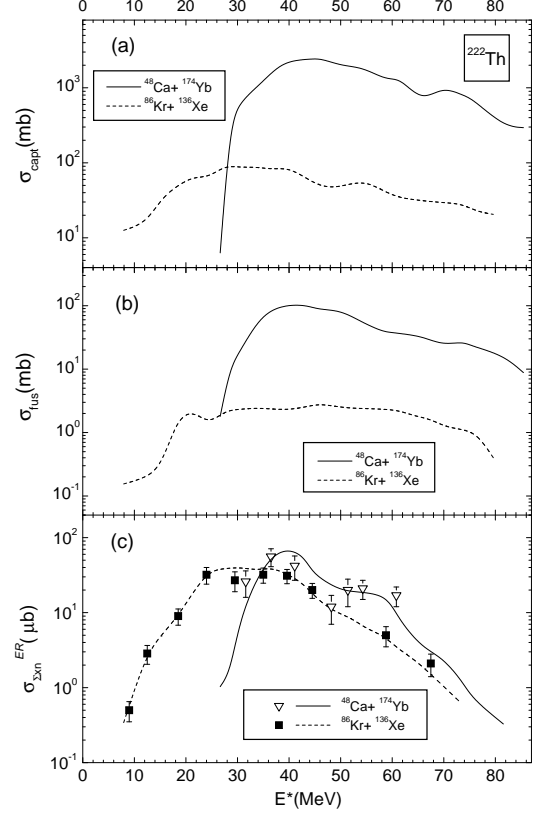 0 10 20 30 40 50 60 70 80
(a)
²²²Th
⁴⁸Ca+ ¹⁷⁴Yb
⁸⁶Kr+ ¹³⁶Xe
10³
10²
10¹
σcapt(mb)
(b)
10²
10¹
10⁰
10⁻¹
σfus(mb)
⁴⁸Ca+ ¹⁷⁴Yb
⁸⁶Kr+ ¹³⁶Xe
(c)
10²
10¹
10⁰
10⁻¹
σΣxnᴱᴿ( μb)
⁴⁸Ca+ ¹⁷⁴Yb
⁸⁶Kr+ ¹³⁶Xe
0 10 20 30 40 50 60 70 80
E*(MeV)